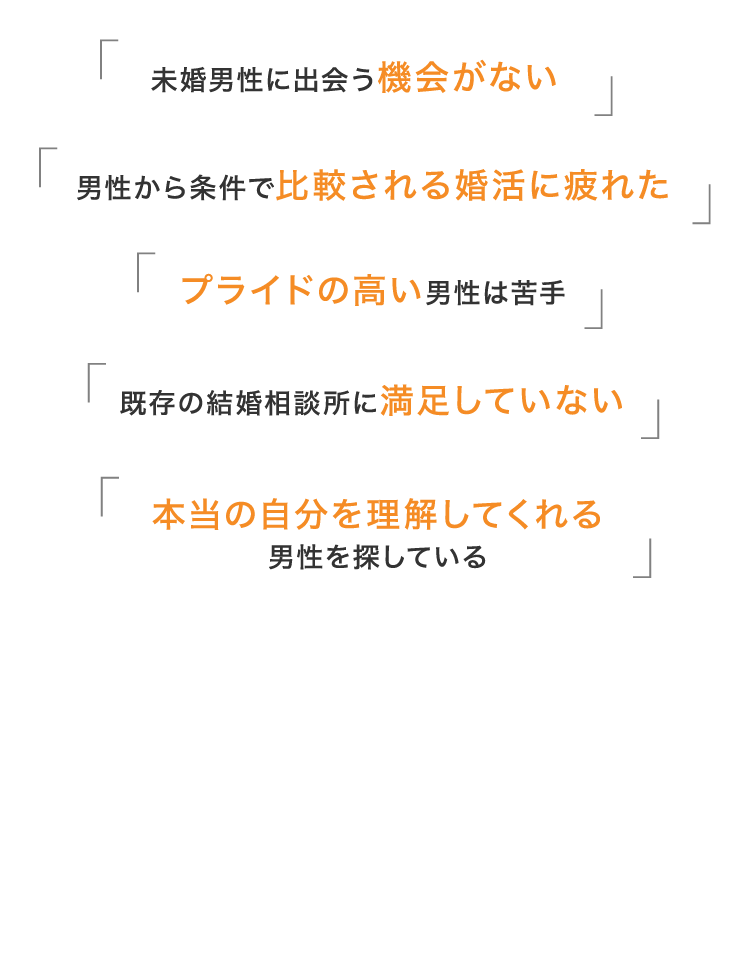 「未婚男性に出会う機会がない」
「男性から条件で比較される婚活に疲れた」
「プライドの高い男性は苦手」
「既存の結婚相談所に満足していない」
「本当の自分を理解してくれる
男性を探している」